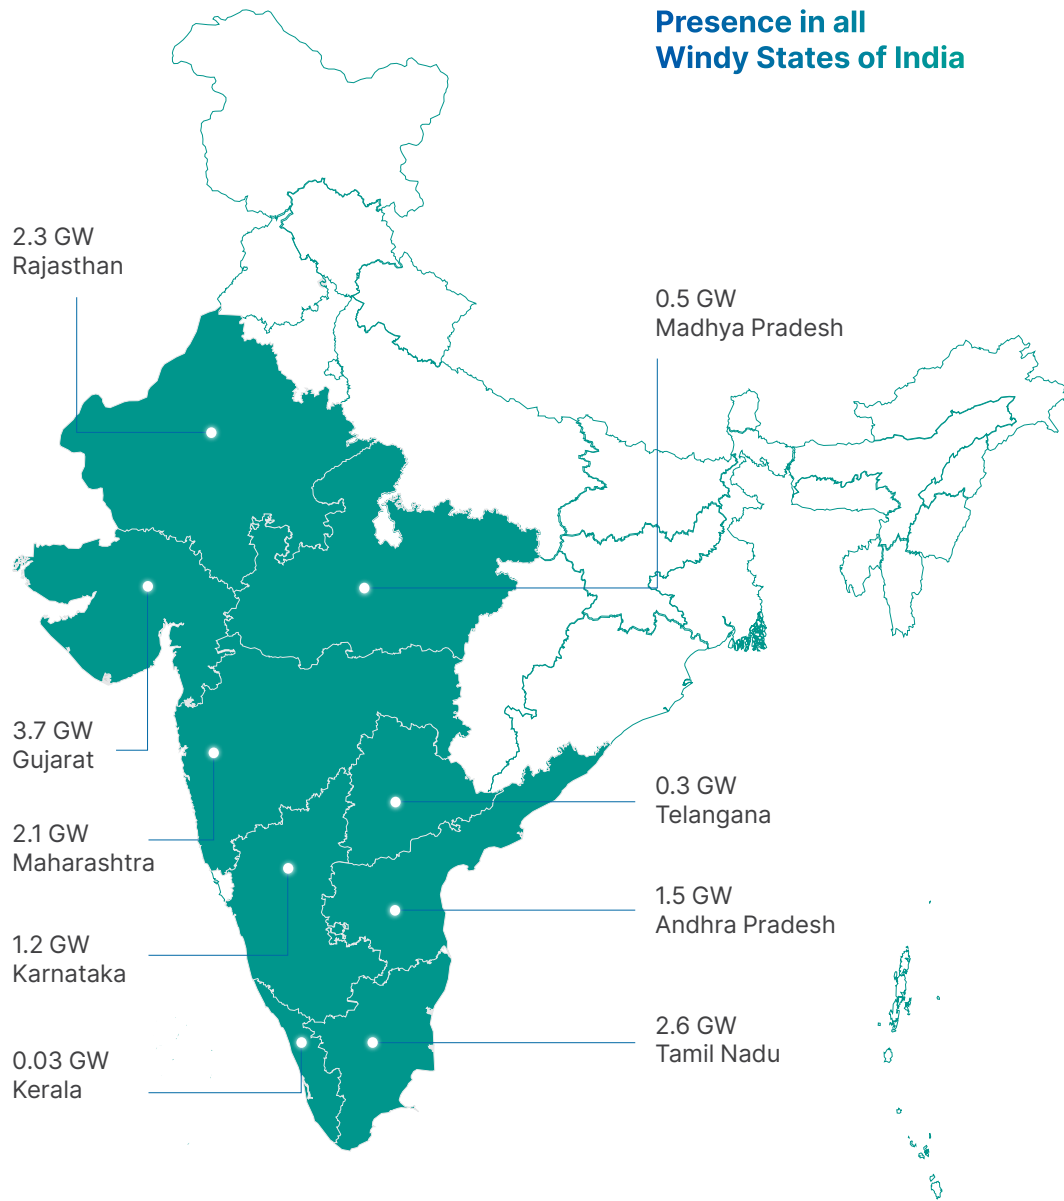 Presence in all
Windy States of India
2.3 GW
Rajasthan
0.5 GW
Madhya Pradesh
3.7 GW
Gujarat
0.3 GW
Telangana
2.1 GW
Maharashtra
1.5 GW
Andhra Pradesh
1.2 GW
Karnataka
2.6 GW
Tamil Nadu
0.03 GW
Kerala